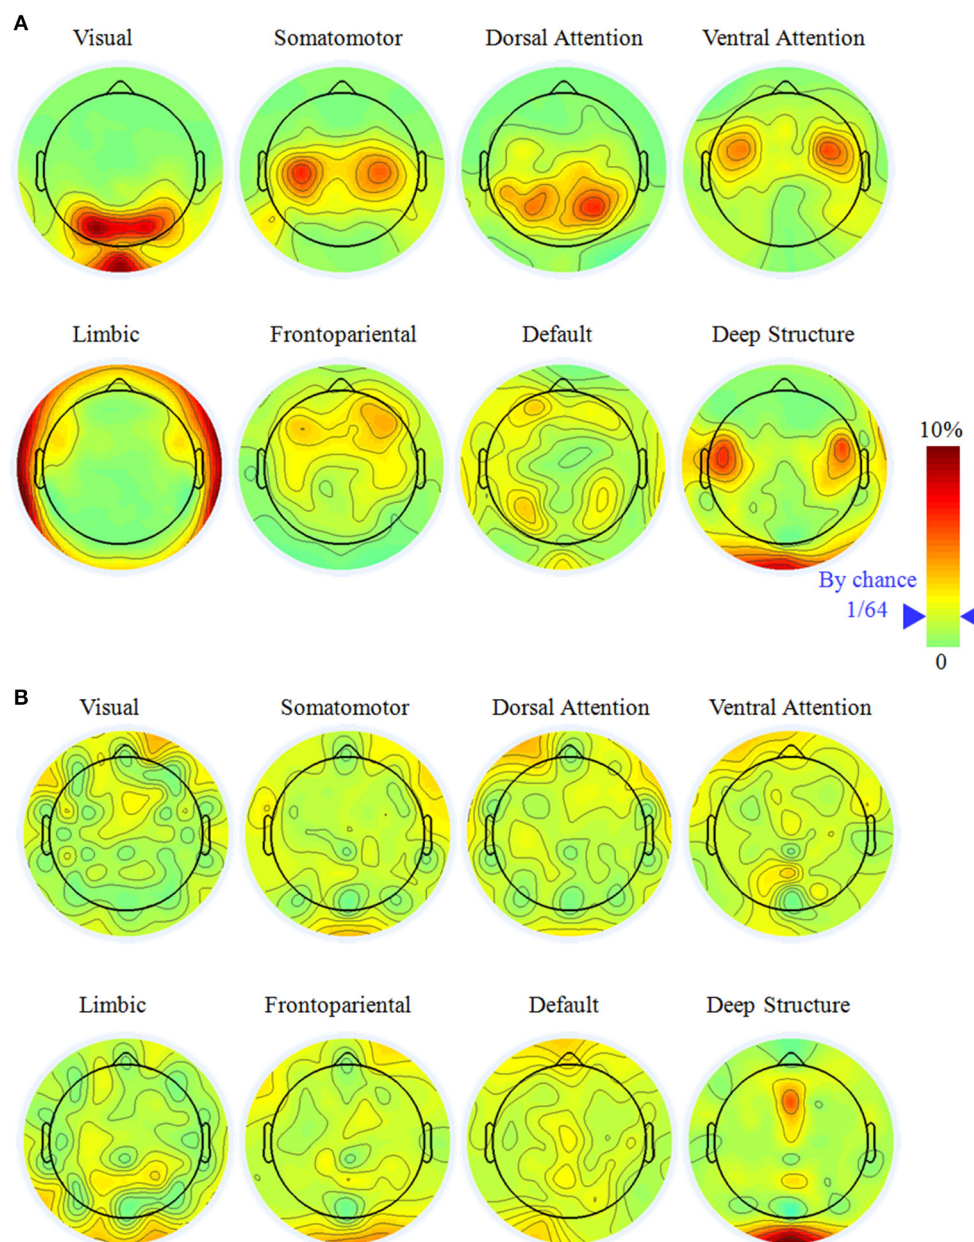 A
Visual Somatomotor Dorsal Attention Ventral Attention
Limbic Frontopariental Default Deep Structure
10%
By chance
1/64
0
B
Visual Somatomotor Dorsal Attention Ventral Attention
Limbic Frontopariental Default Deep Structure